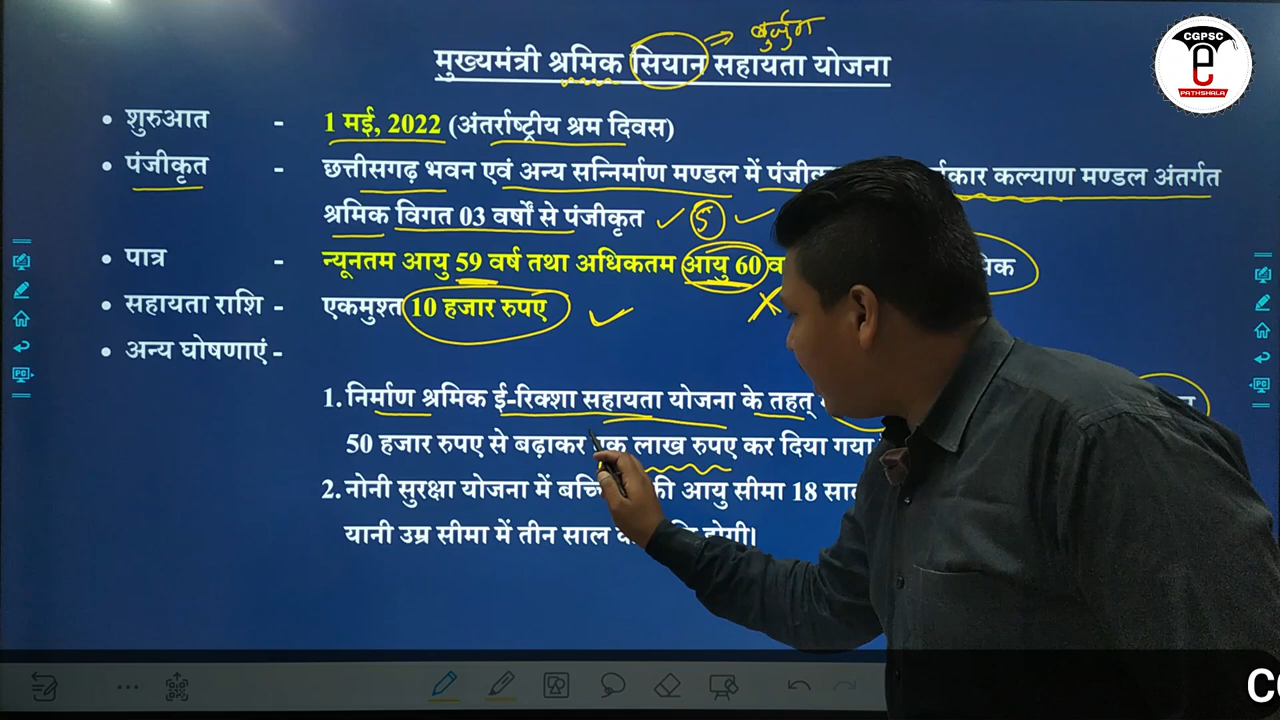 ⇒ बुजुर्ग
मुख्यमंत्री श्रमिक सियान सहायता योजना
CGPSC
e
PATHSHALA
• शुरुआत - 1 मई, 2022 (अंतर्राष्ट्रीय श्रम दिवस)
• पंजीकृत - छत्तीसगढ़ भवन एवं अन्य सन्निर्माण मण्डल में कल्याण मण्डल अंतर्गत
श्रमिक विगत 03 वर्षों से पंजीकृत ✓ 5 ✓
• पात्र - न्यूनतम आयु 59 वर्ष तथा अधिकतम आयु 60
• सहायता राशि - एकमुश्त 10 हजार रुपए ✓
• अन्य घोषणाएं -
1. निर्माण श्रमिक ई-रिक्शा सहायता योजना के तहत्
50 हजार रुपए से बढ़ाकर लाख रुपए कर दिया गया
2. नोनी सुरक्षा योजना में आयु सीमा 18
यानी उम्र सीमा में तीन साल होगी।
PC
PC